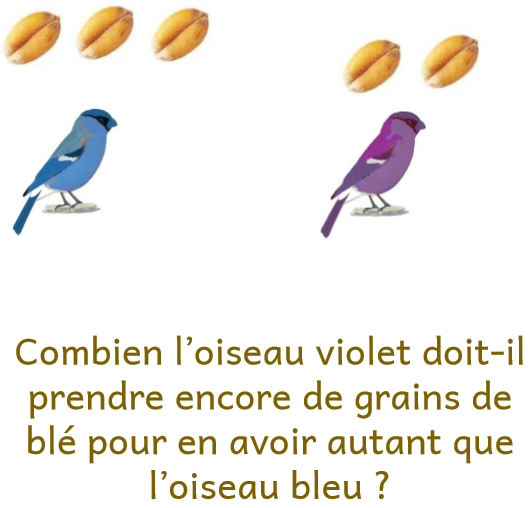 Combien l’oiseau violet doit-il
prendre encore de grains de
blé pour en avoir autant que
l’oiseau bleu ?